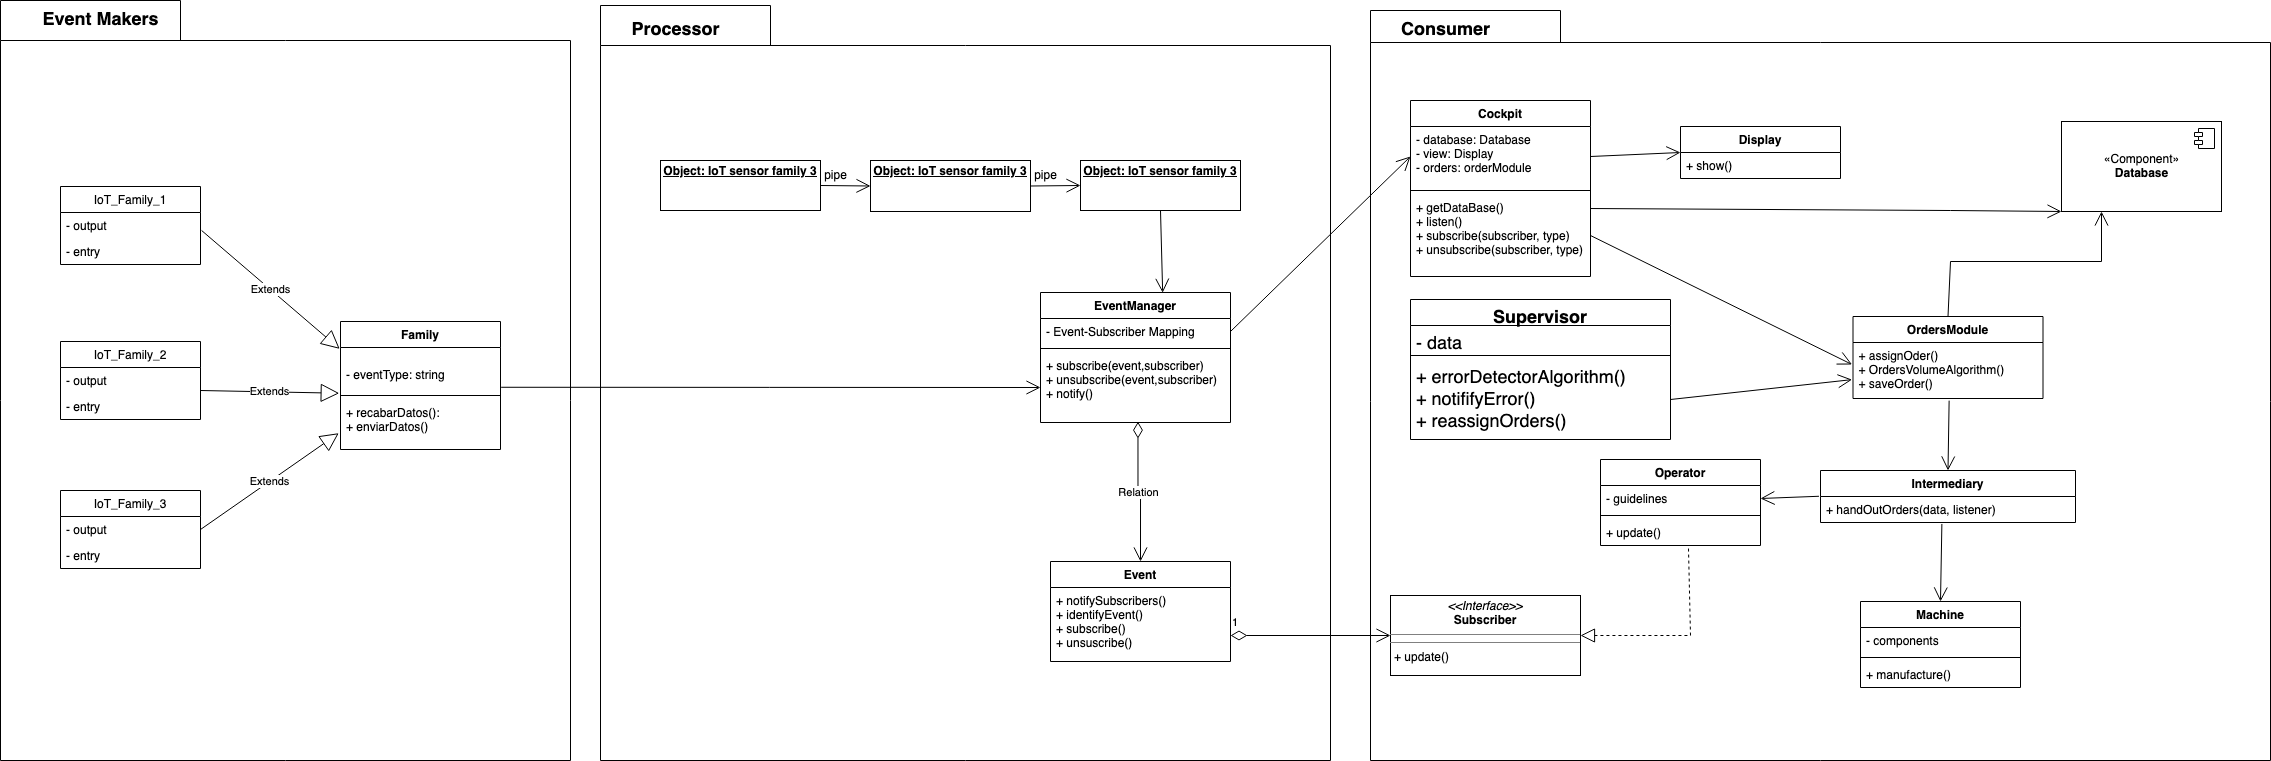 Event Makers
IoT_Family_1
- output
- entry
Extends
IoT_Family_2
- output
- entry
Extends
IoT_Family_3
- output
- entry
Extends
Family
- eventType: string
+ recabarDatos():
+ enviarDatos()
Processor
Object: IoT sensor family 3
pipe
Object: IoT sensor family 3
pipe
Object: IoT sensor family 3
EventManager
- Event-Subscriber Mapping
+ subscribe(event,subscriber)
+ unsubscribe(event,subscriber)
+ notify()
Relation
Event
+ notifySubscribers()
+ identifyEvent()
+ subscribe()
+ unsuscribe()
1
Consumer
Cockpit
- database: Database
- view: Display
- orders: orderModule
+ getDataBase()
+ listen()
+ subscribe(subscriber, type)
+ unsubscribe(subscriber, type)
Display
+ show()
«Component»
Database
Supervisor
- data
+ errorDetectorAlgorithm()
+ notififyError()
+ reassignOrders()
OrdersModule
+ assignOder()
+ OrdersVolumeAlgorithm()
+ saveOrder()
Operator
- guidelines
+ update()
Intermediary
+ handOutOrders(data, listener)
<<Interface>>
Subscriber
+ update()
Machine
- components
+ manufacture()